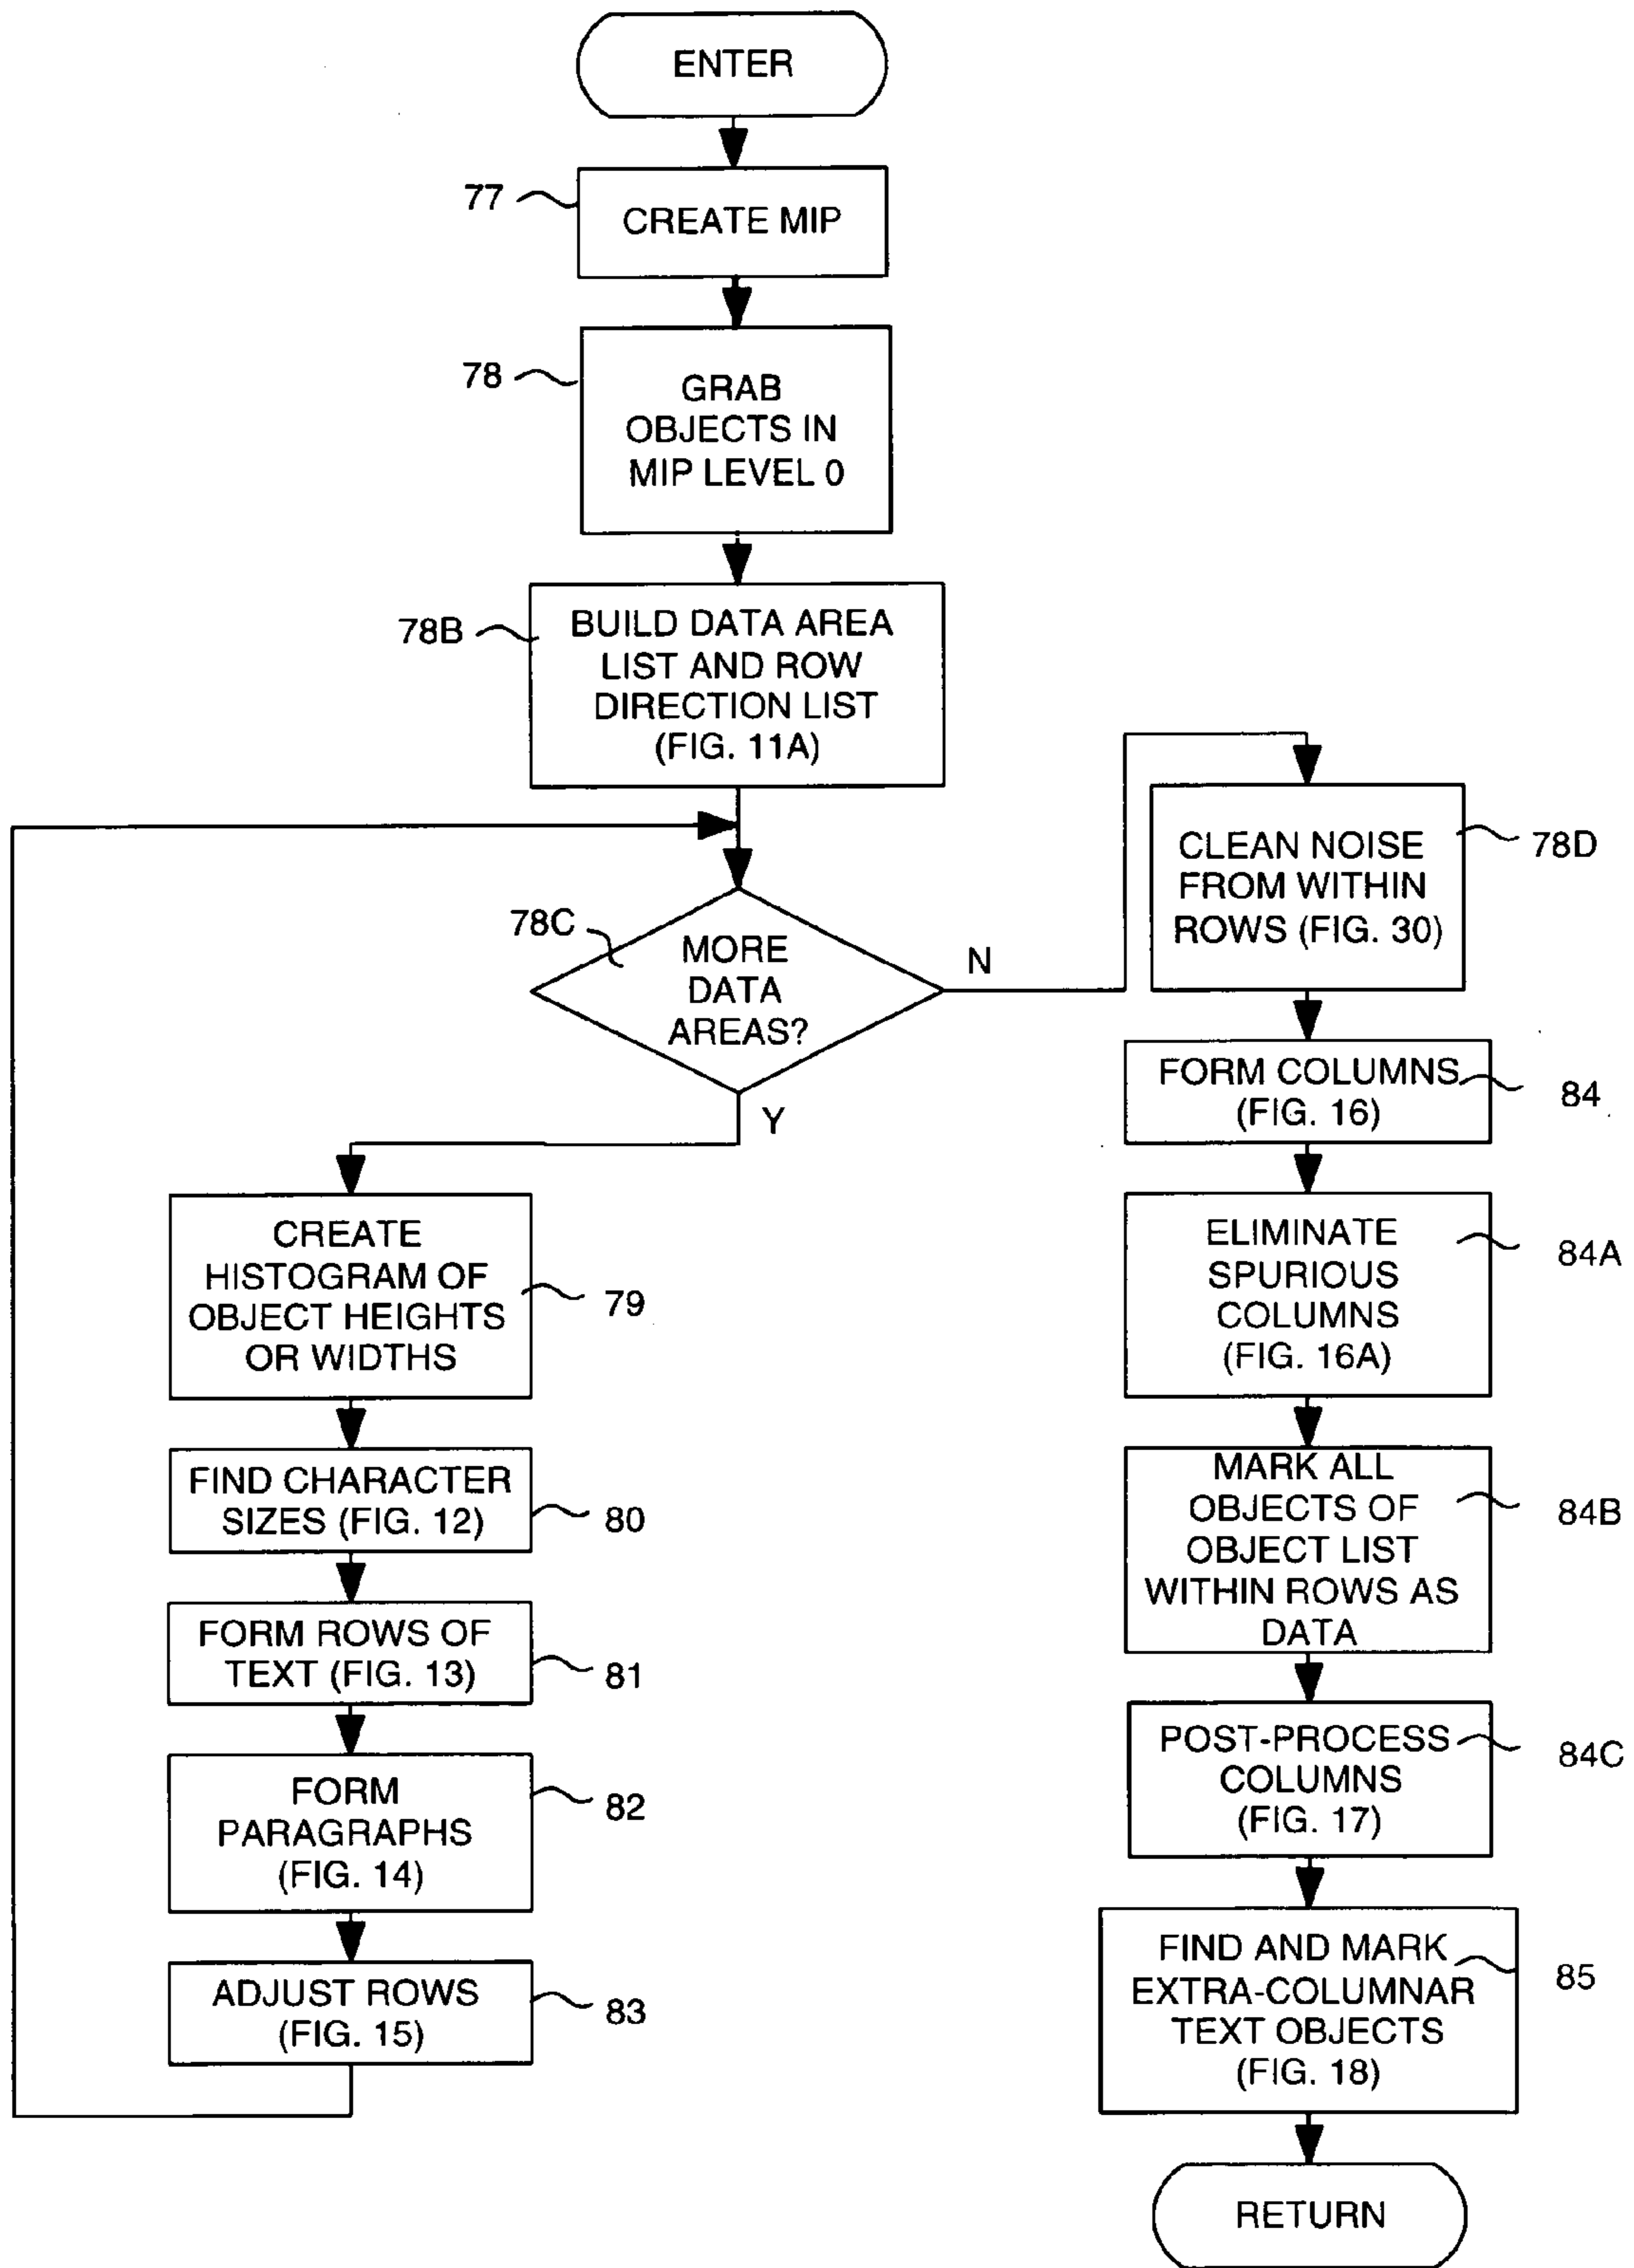 ENTER
77
CREATE MIP
78
GRAB
OBJECTS IN
MIP LEVEL 0
78B
BUILD DATA AREA
LIST AND ROW
DIRECTION LIST
(FIG. 11A)
78C
MORE
DATA
AREAS?
N
Y
CREATE
HISTOGRAM OF
OBJECT HEIGHTS
OR WIDTHS
79
FIND CHARACTER
SIZES (FIG. 12)
80
FORM ROWS OF
TEXT (FIG. 13)
81
FORM
PARAGRAPHS
(FIG. 14)
82
ADJUST ROWS
(FIG. 15)
83
CLEAN NOISE
FROM WITHIN
ROWS (FIG. 30)
78D
FORM COLUMNS
(FIG. 16)
84
ELIMINATE
SPURIOUS
COLUMNS
(FIG. 16A)
84A
MARK ALL
OBJECTS OF
OBJECT LIST
WITHIN ROWS AS
DATA
84B
POST-PROCESS
COLUMNS
(FIG. 17)
84C
FIND AND MARK
EXTRA-COLUMNAR
TEXT OBJECTS
(FIG. 18)
85
RETURN